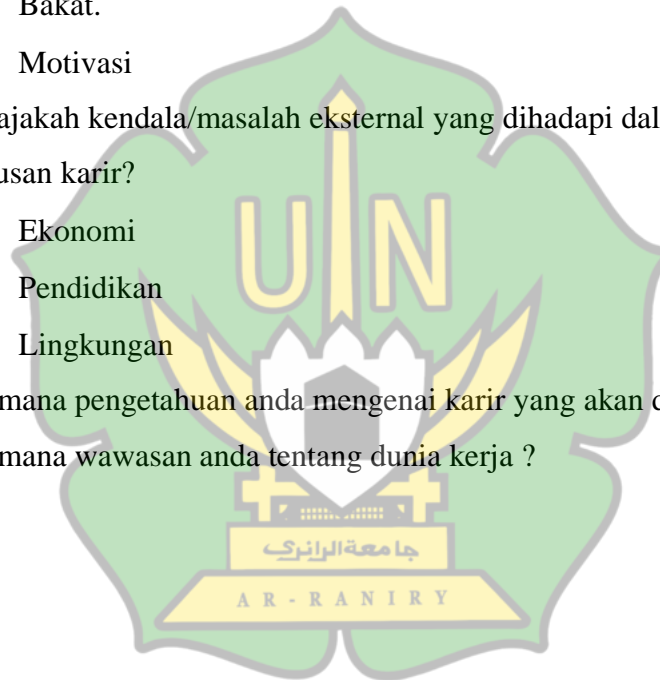 Bakat.
Motivasi
ajakah kendala/masalah eksternal yang dihadapi dal
usan karir?
Ekonomi
Pendidikan
Lingkungan
mana pengetahuan anda mengenai karir yang akan d
mana wawasan anda tentang dunia kerja ?
UIN
جامعة الرانري
AR-RANIRY